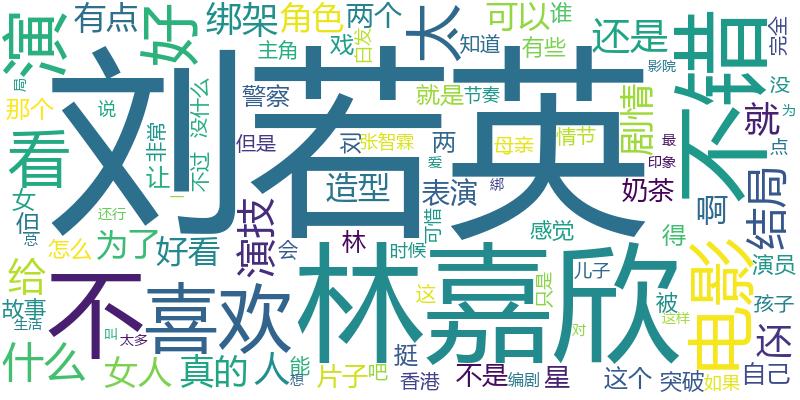 刘若英
林嘉欣
不错
不
喜欢
电影
演
好
看
太
有点
绑架
角色
两个
可以
谁
还是
完全
主角
戏
白发
知道
有些
影院
局
那个
说
没什么
警察
就是
节奏
剧情
没
为
就
非常
不过
让
但是
张智霖
两
母亲
情节
最
印象
点
爱
造型
表演
绑
奶茶
啊
结局
女
但
还行
一
演技
可惜
感觉
得
怎么
为了
好看
会
林
时候
演员
给
这
只是
儿子
被
孩子
故事
生活
叫
太多
对
这样
还
什么
女人
真的
人
能
想
片子
吧
挺
香港
不是
编剧
星
这个
突破
如果
自己